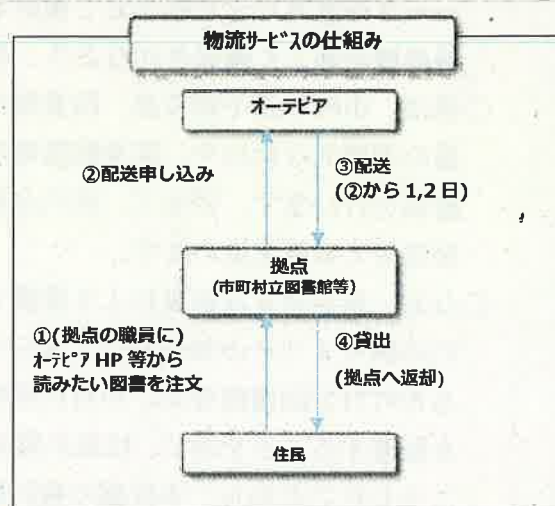 物流ｻｰﾋﾞｽの仕組み
オーテピア
②配送申し込み
③配送
(②から1,2日)
拠点
(市町村立図書館等)
①(拠点の職員に)
ｵｰﾃﾋﾟｱ HP 等から
読みたい図書を注文
④貸出
(拠点へ返却)
住民